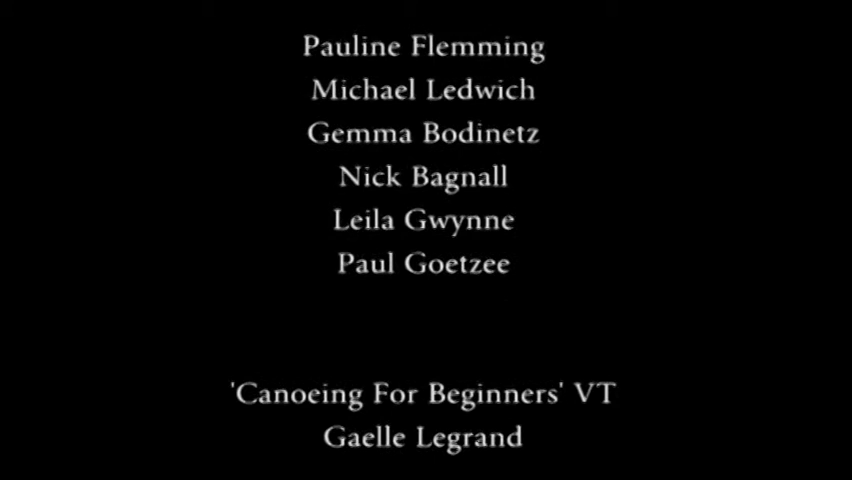 Pauline Flemming
Michael Ledwich
Gemma Bodinetz
Nick Bagnall
Leila Gwynne
Paul Goetzee
'Canoeing For Beginners' VT
Gaelle Legrand